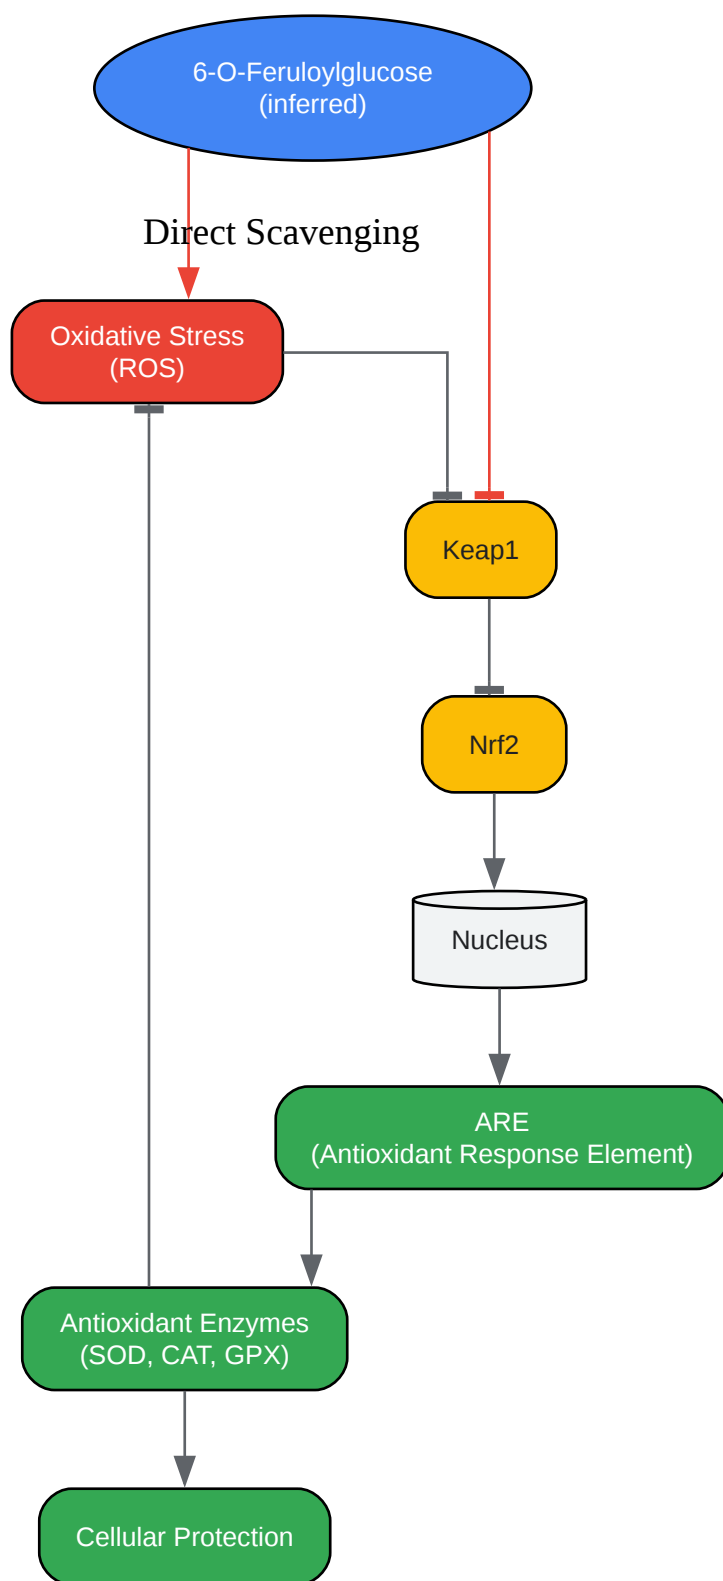 6-O-Feruloylglucose
(inferred)
Direct Scavenging
Oxidative Stress
(ROS)
Keap1
Nrf2
Nucleus
ARE
(Antioxidant Response Element)
Antioxidant Enzymes
(SOD, CAT, GPX)
Cellular Protection